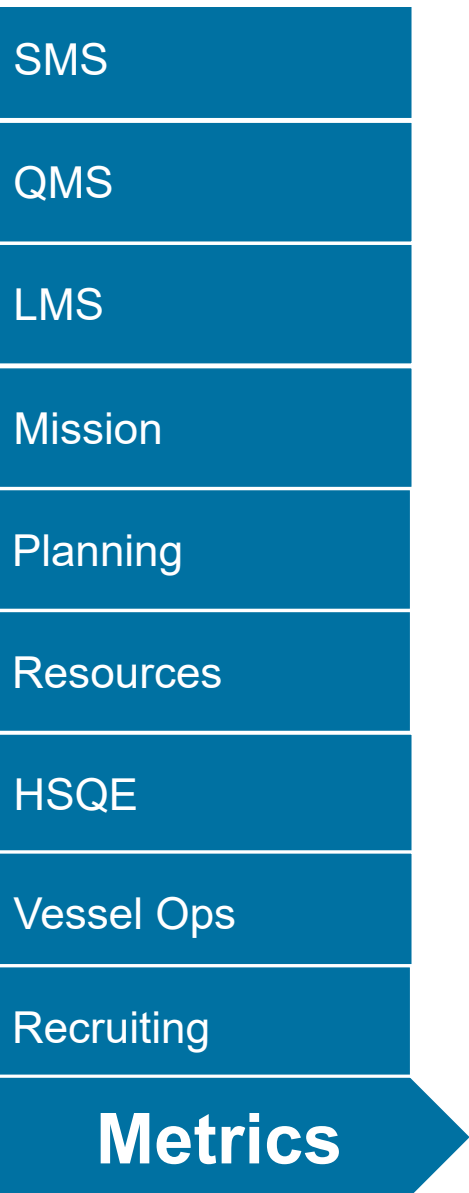 SMS
QMS
LMS
Mission
Planning
Resources
HSQE
Vessel Ops
Recruiting
Metrics